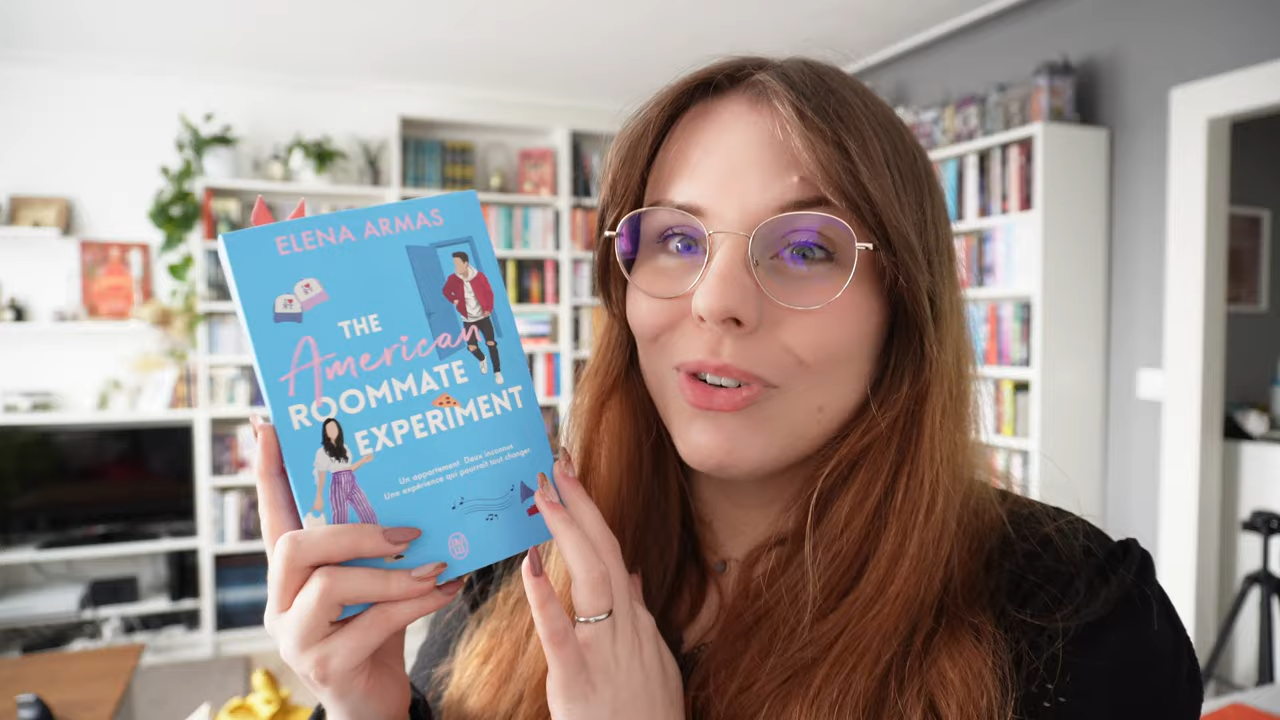 ELENA ARMAS
THE
American
ROOMMATE
EXPERIMENT
Un appartement. Deux inconnus.
Une expérience qui pourrait tout changer.